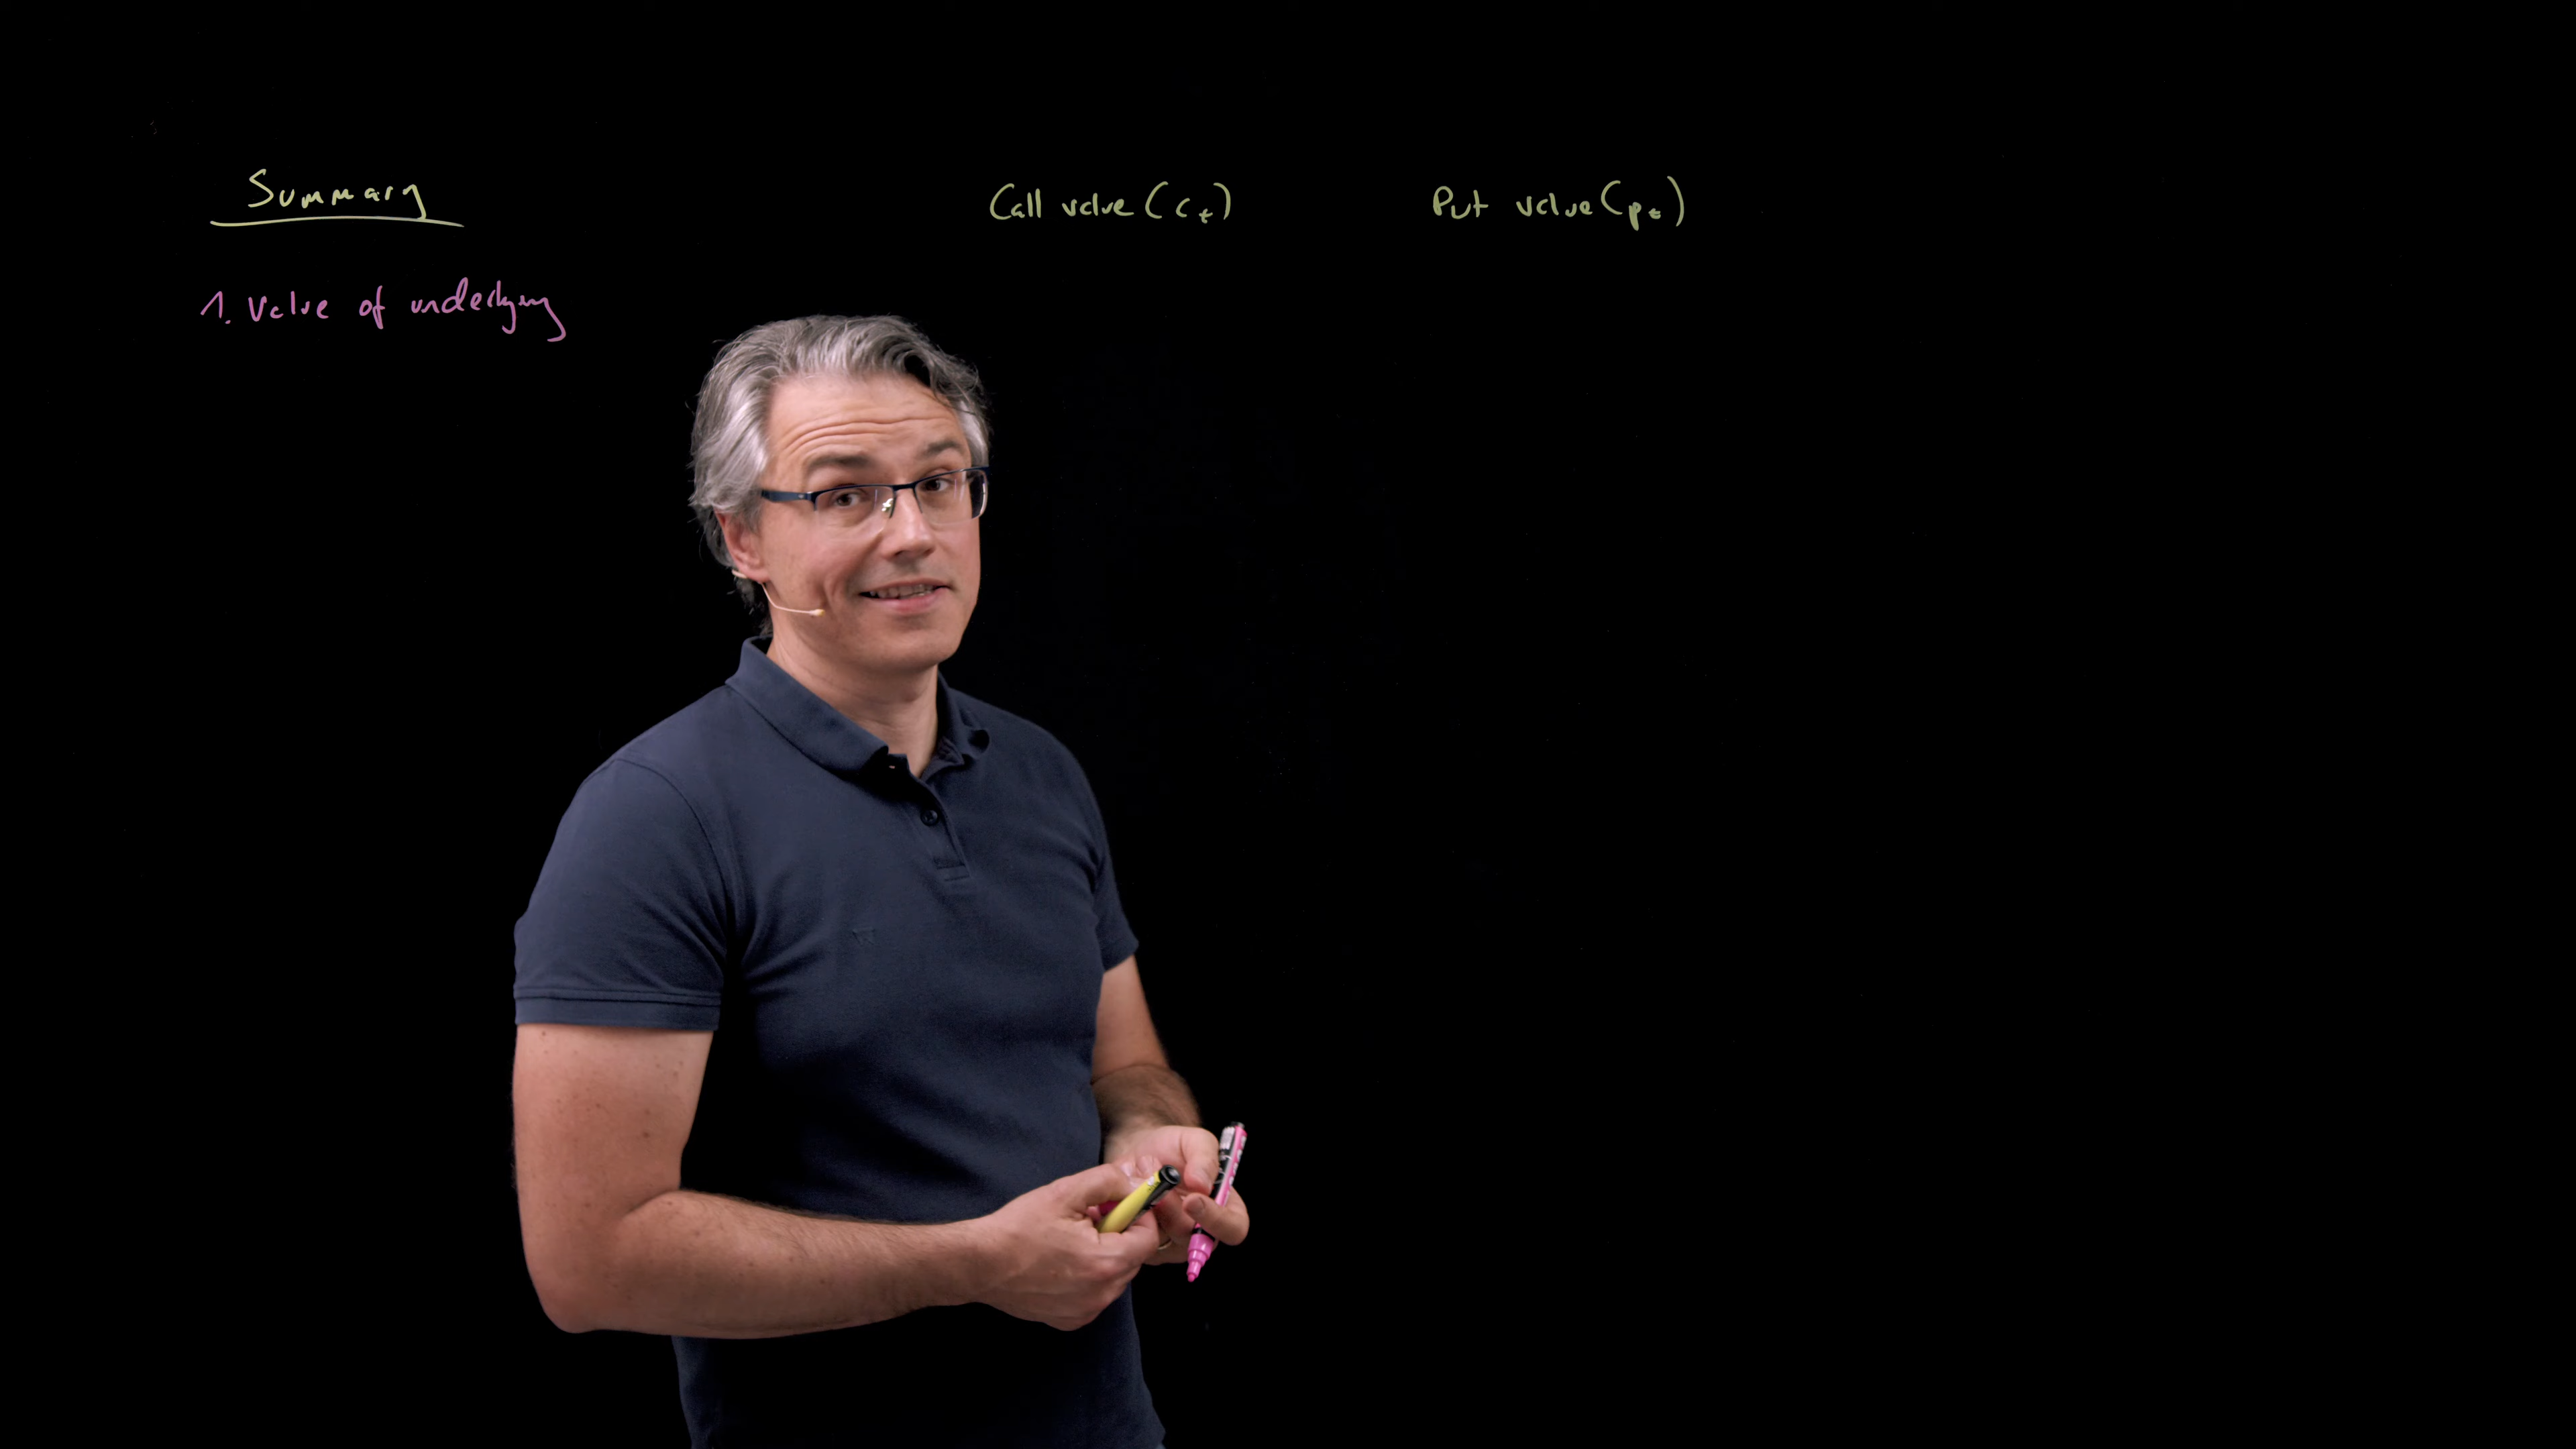 Summary
Call value (c_t)
Put value (p_t)
1. Value of underlying